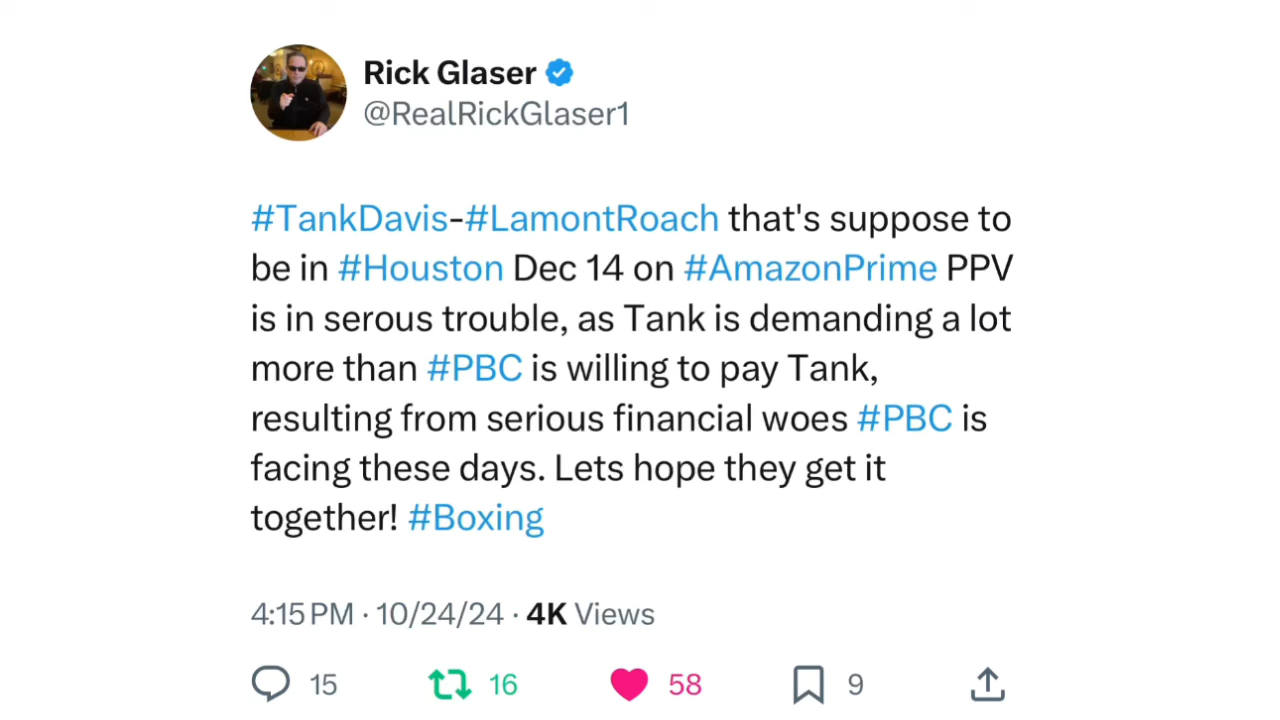 Rick Glaser
@RealRickGlaser1
#TankDavis-#LamontRoach that's suppose to
be in #Houston Dec 14 on #AmazonPrime PPV
is in serous trouble, as Tank is demanding a lot
more than #PBC is willing to pay Tank,
resulting from serious financial woes #PBC is
facing these days. Lets hope they get it
together! #Boxing
4:15 PM · 10/24/24 · 4K Views
15 16 58 9